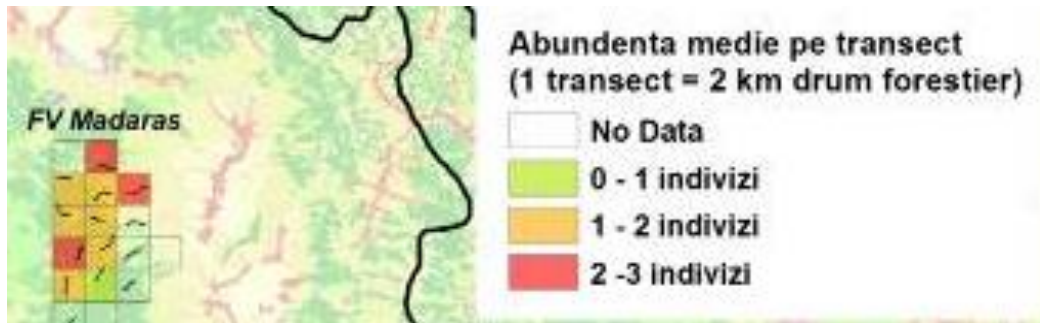 FV Madaras
Abundenta medie pe transect
(1 transect = 2 km drum forestier)
No Data
0 - 1 indivizi
1 - 2 indivizi
2 -3 indivizi